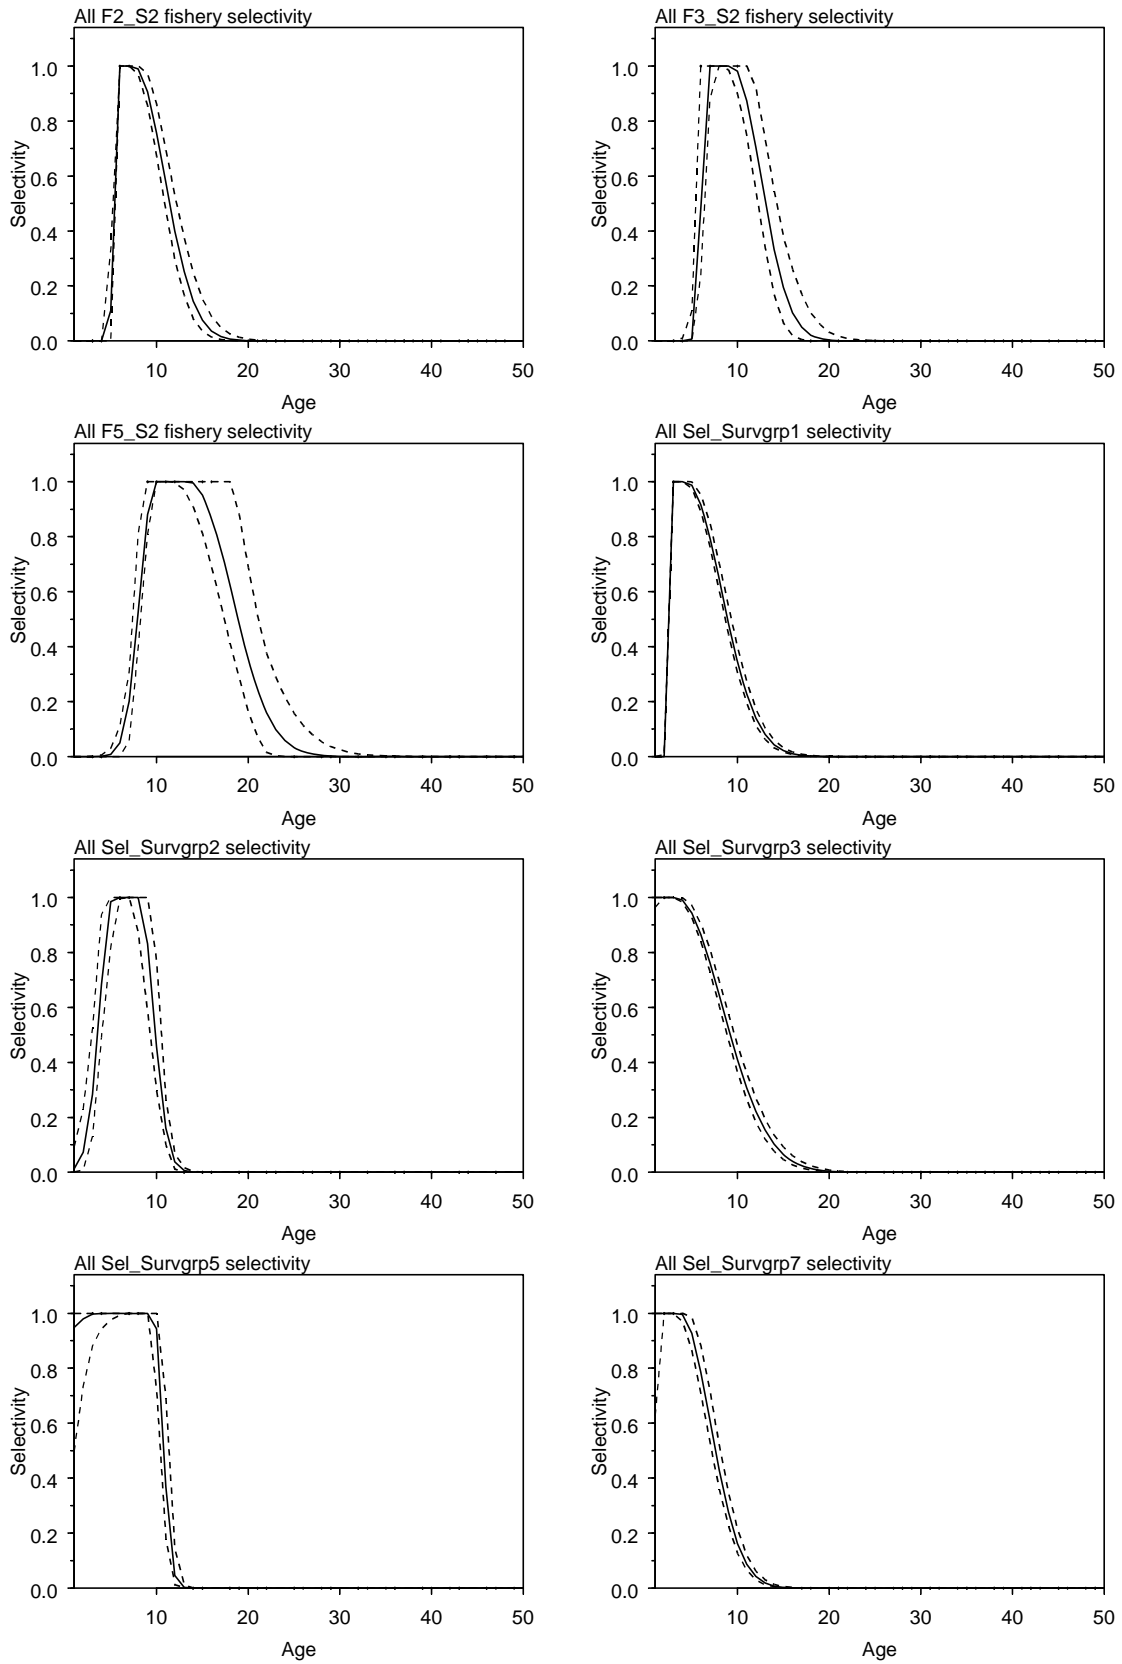 All F2_S2 fishery selectivity
Selectivity
1.0
0.8
0.6
0.4
0.2
0.0
10 20 30 40 50
Age
All F3_S2 fishery selectivity
Selectivity
1.0
0.8
0.6
0.4
0.2
0.0
10 20 30 40 50
Age
All F5_S2 fishery selectivity
Selectivity
1.0
0.8
0.6
0.4
0.2
0.0
10 20 30 40 50
Age
All Sel_Survgrp1 selectivity
Selectivity
1.0
0.8
0.6
0.4
0.2
0.0
10 20 30 40 50
Age
All Sel_Survgrp2 selectivity
Selectivity
1.0
0.8
0.6
0.4
0.2
0.0
10 20 30 40 50
Age
All Sel_Survgrp3 selectivity
Selectivity
1.0
0.8
0.6
0.4
0.2
0.0
10 20 30 40 50
Age
All Sel_Survgrp5 selectivity
Selectivity
1.0
0.8
0.6
0.4
0.2
0.0
10 20 30 40 50
Age
All Sel_Survgrp7 selectivity
Selectivity
1.0
0.8
0.6
0.4
0.2
0.0
10 20 30 40 50
Age